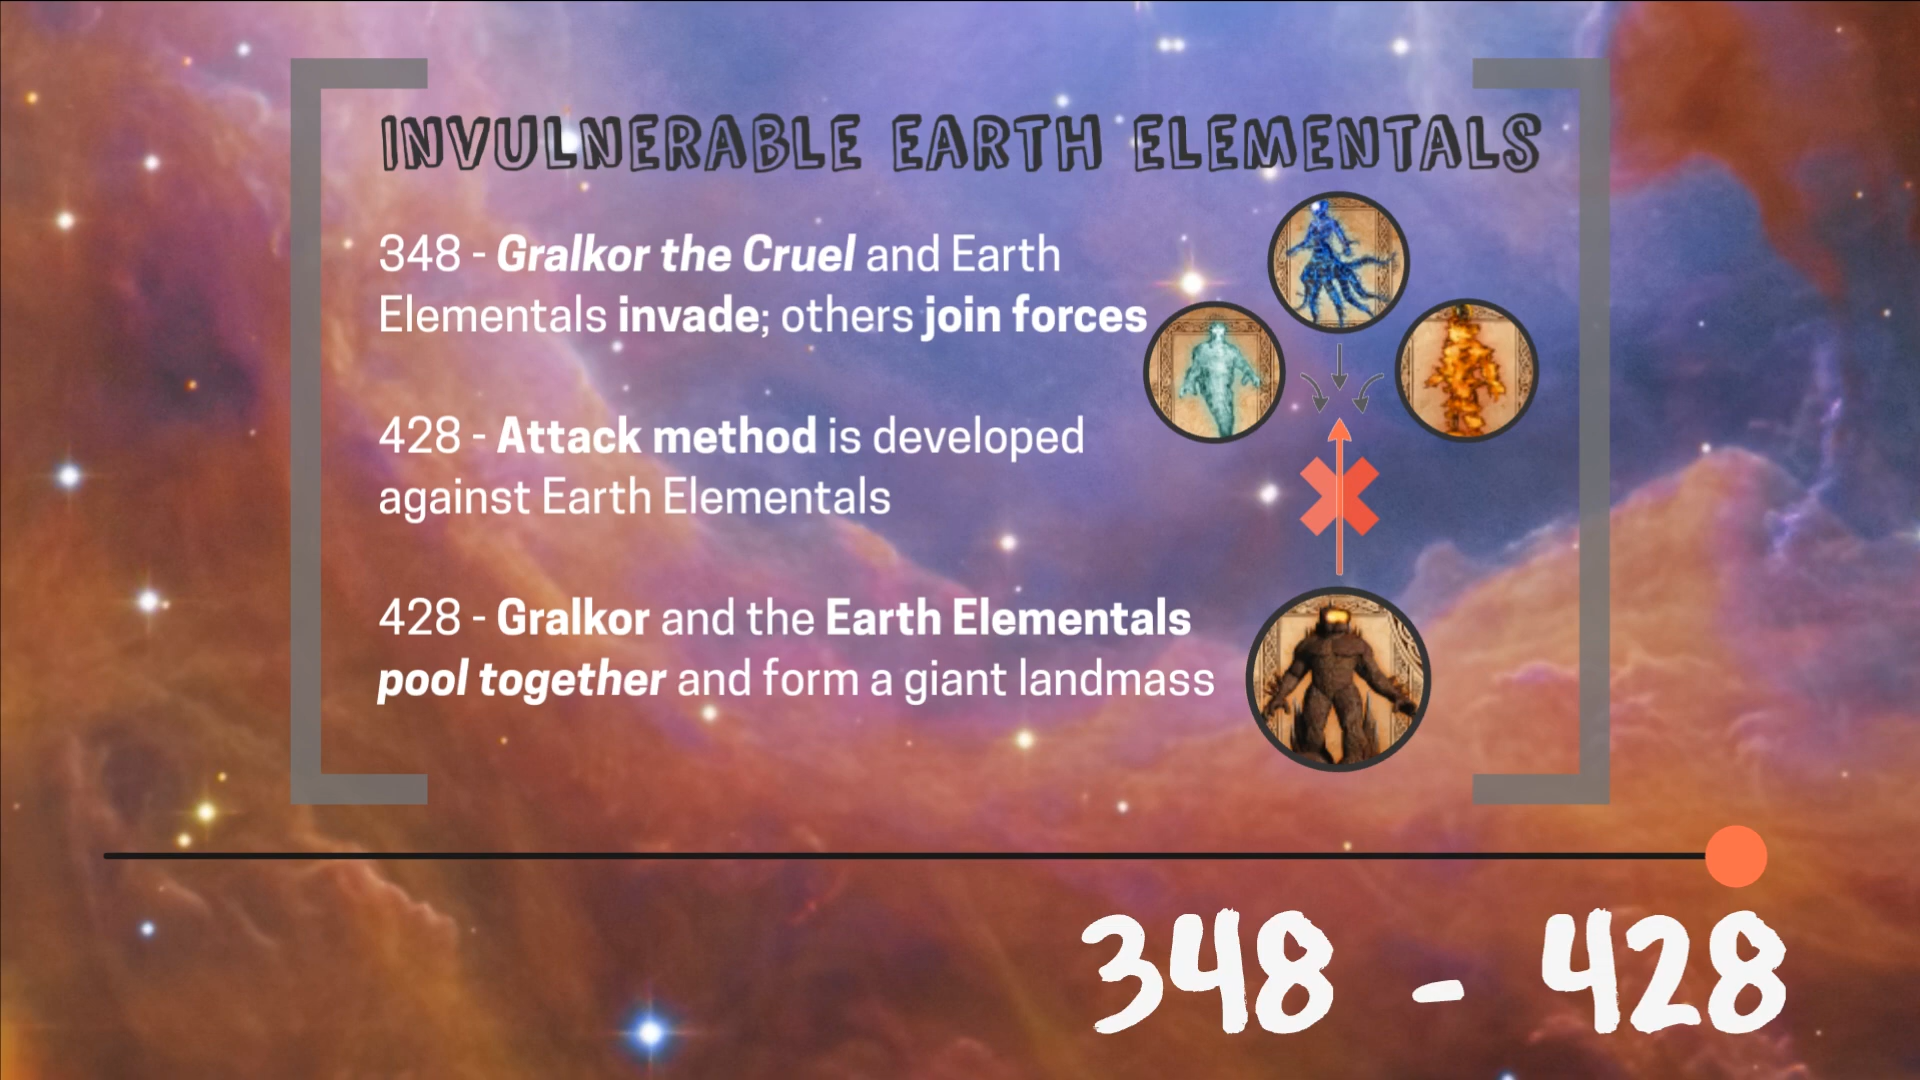 INVULNERABLE EARTH ELEMENTALS
348 - Gralkor the Cruel and Earth
Elementals invade; others join forces
428 - Attack method is developed
against Earth Elementals
428 - Gralkor and the Earth Elementals
pool together and form a giant landmass
348 - 428